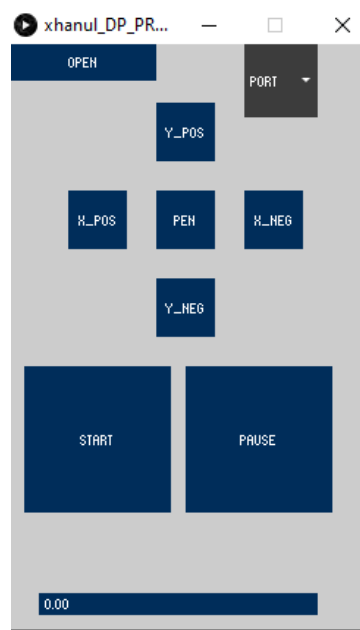 xhanul_DP_PR...
OPEN
PORT
Y_POS
X_POS PEN X_NEG
Y_NEG
START PAUSE
0.00